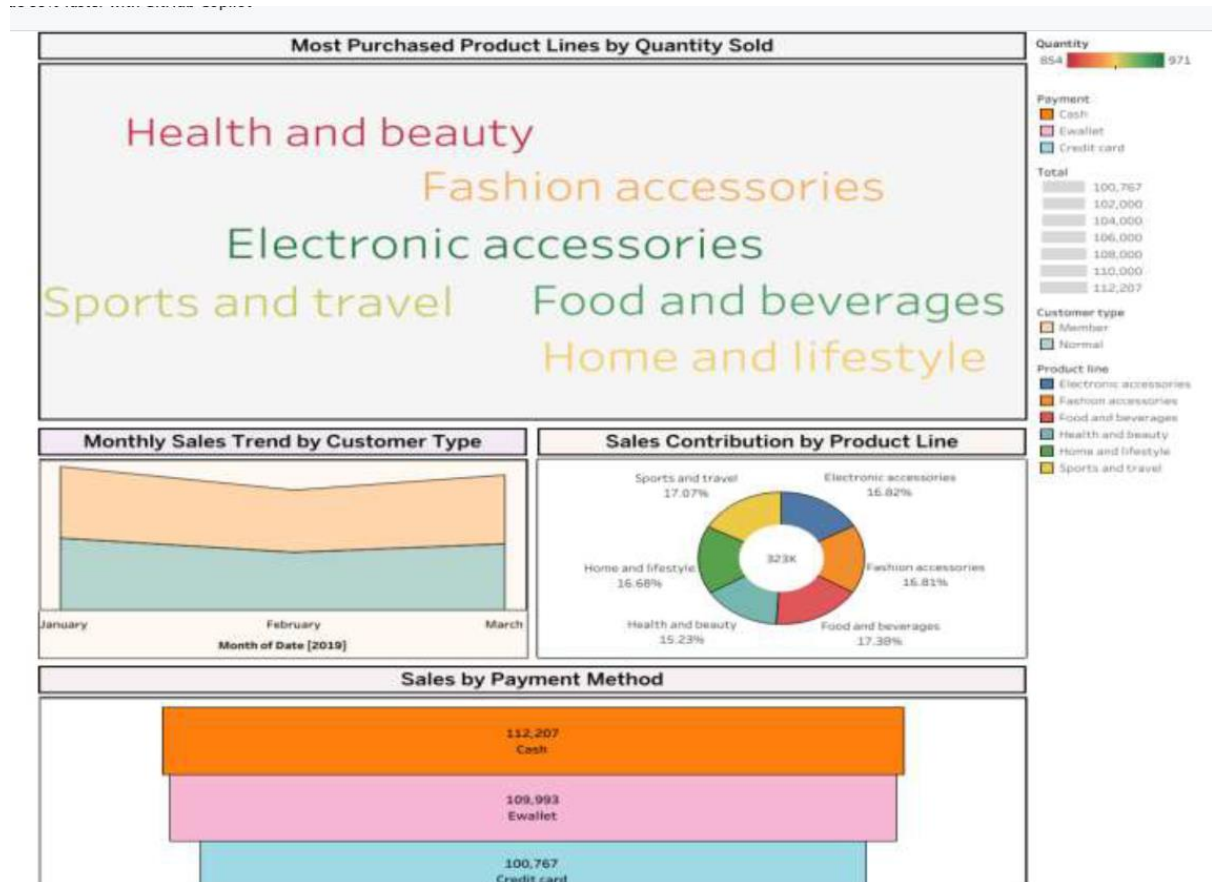 Most Purchased Product Lines by Quantity Sold
Health and beauty
Fashion accessories
Electronic accessories
Sports and travel
Food and beverages
Home and lifestyle
Quantity
854 971
Payment
Cash
Ewallet
Credit card
Total
100,767
102,000
104,000
106,000
108,000
110,000
112,207
Customer type
Member
Normal
Product line
Electronic accessories
Fashion accessories
Food and beverages
Health and beauty
Home and lifestyle
Sports and travel
Monthly Sales Trend by Customer Type
January February March
Month of Date [2019]
Sales Contribution by Product Line
Sports and travel
17.07%
Electronic accessories
16.82%
Home and lifestyle
16.68%
323K
Fashion accessories
16.81%
Health and beauty
15.23%
Food and beverages
17.38%
Sales by Payment Method
112,207
Cash
109,993
Ewallet
100,767
Credit card